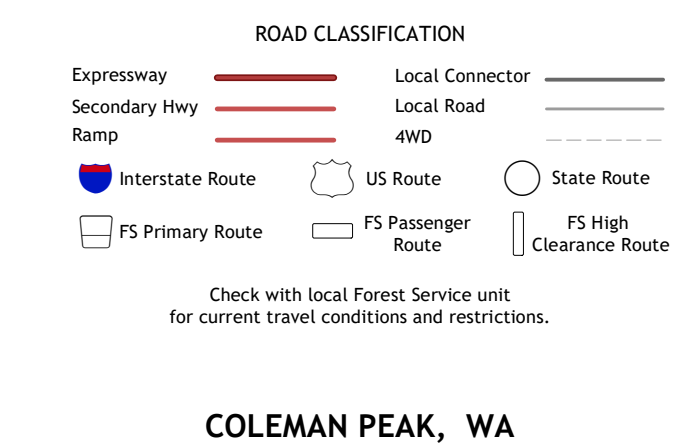 ROAD CLASSIFICATION
Expressway
Local Connector
Secondary Hwy
Local Road
Ramp
4WD
Interstate Route
US Route
State Route
FS Primary Route
FS Passenger
Route
FS High
Clearance Route
Check with local Forest Service unit
for current travel conditions and restrictions.
COLEMAN PEAK, WA